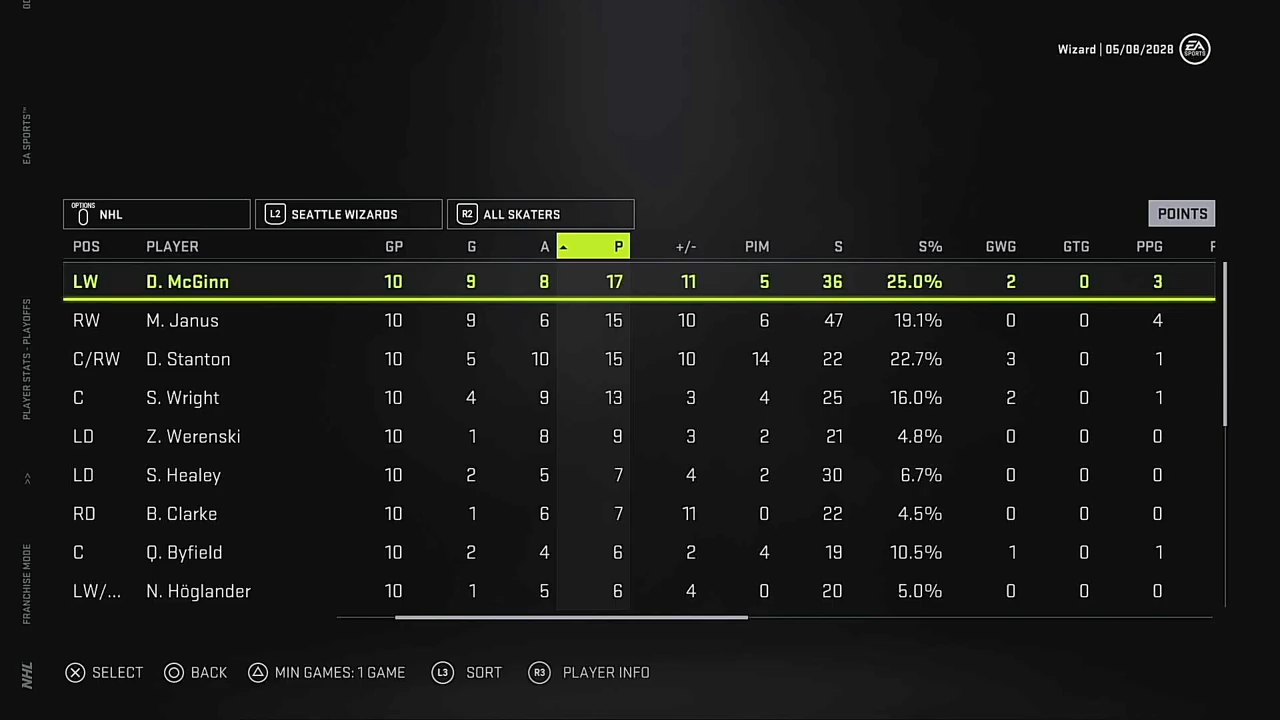 Wizard | 05/08/2028 EA SPORTS
OPTIONS NHL L2 SEATTLE WIZARDS R2 ALL SKATERS POINTS
POS PLAYER GP G A P +/- PIM S S% GWG GTG PPG
LW D. McGinn 10 9 8 17 11 5 36 25.0% 2 0 3
RW M. Janus 10 9 6 15 10 6 47 19.1% 0 0 4
C/RW D. Stanton 10 5 10 15 10 14 22 22.7% 3 0 1
C S. Wright 10 4 9 13 3 4 25 16.0% 2 0 1
LD Z. Werenski 10 1 8 9 3 2 21 4.8% 0 0 0
LD S. Healey 10 2 5 7 4 2 30 6.7% 0 0 0
RD B. Clarke 10 1 6 7 11 0 22 4.5% 0 0 0
C Q. Byfield 10 2 4 6 2 4 19 10.5% 1 0 1
LW/... N. Höglander 10 1 5 6 4 0 20 5.0% 0 0 0
SELECT BACK MIN GAMES: 1 GAME L3 SORT R3 PLAYER INFO
NHL FRANCHISE MODE >> PLAYER STATS - PLAYOFFS EA SPORTS™